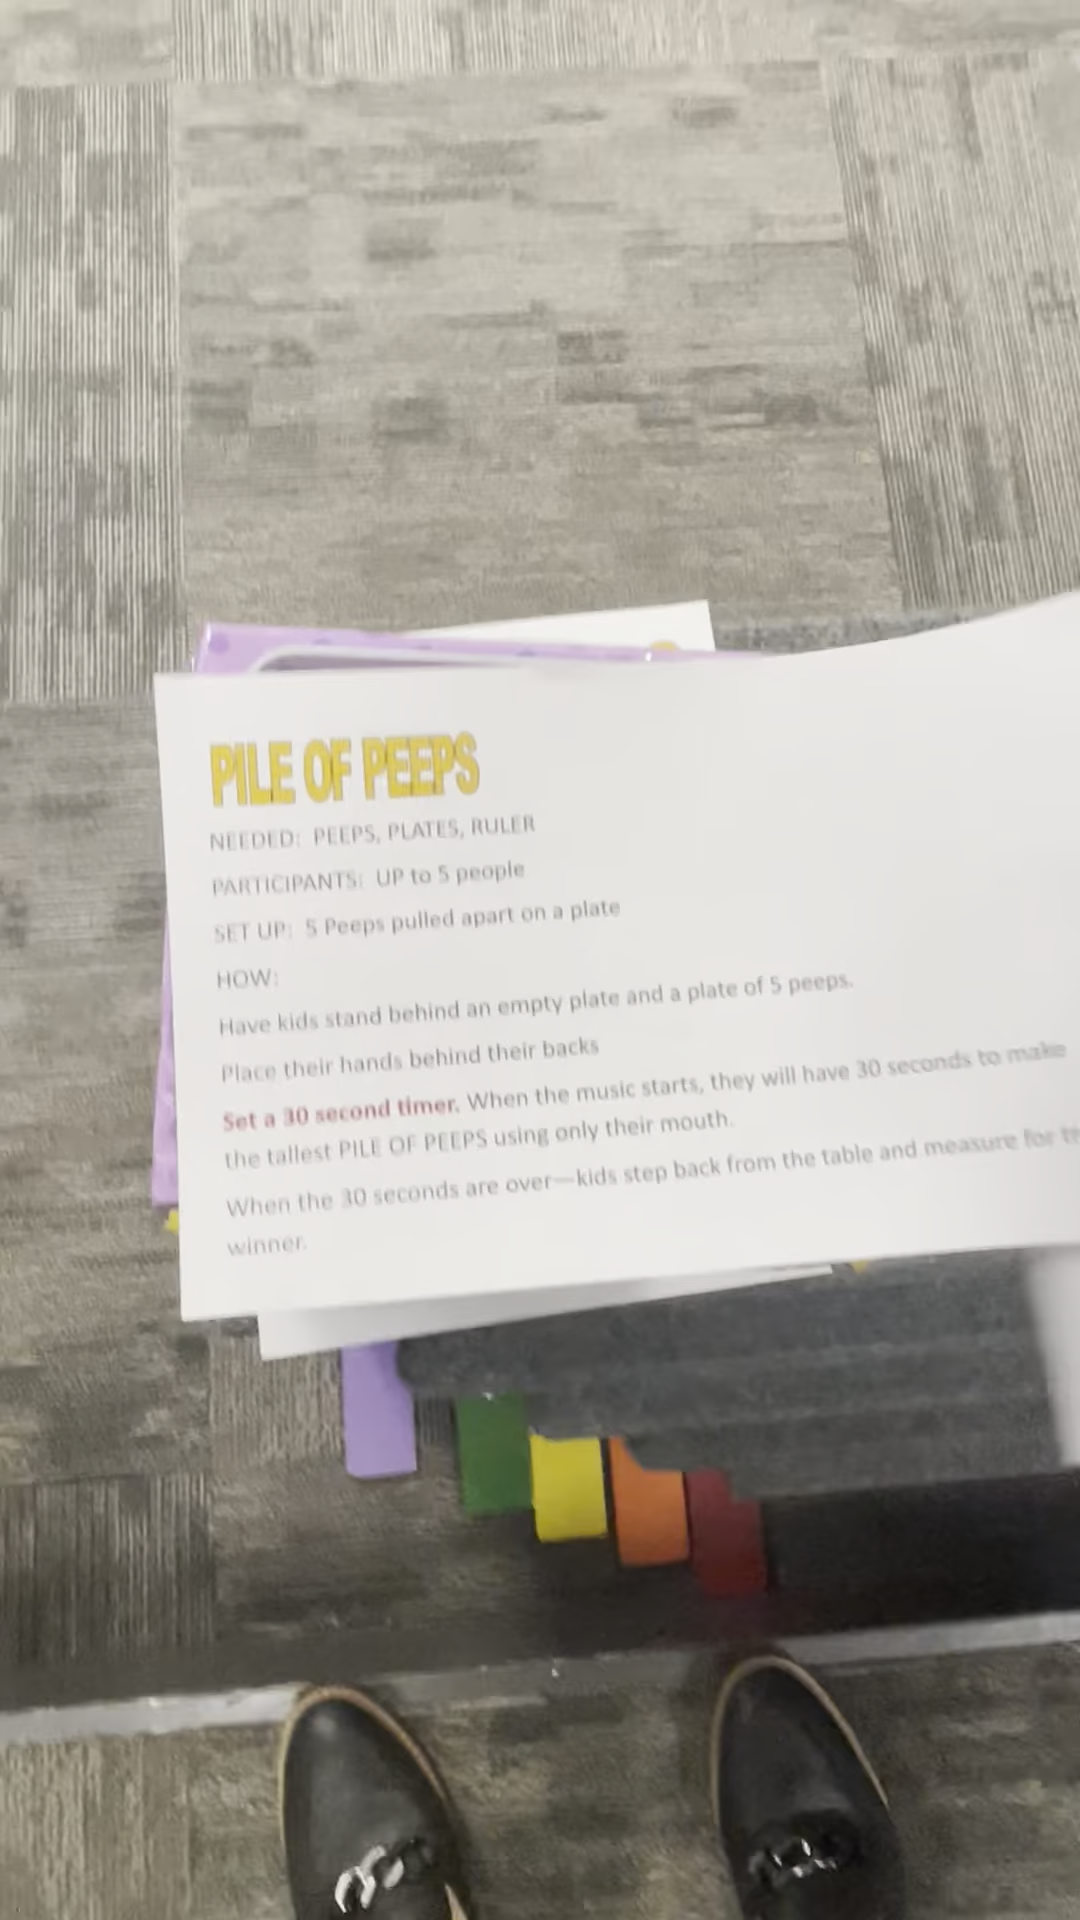 PILE OF PEEPS
NEEDED: PEEPS, PLATES, RULER
PARTICIPANTS: UP to 5 people
SET UP: 5 Peeps pulled apart on a plate
HOW:
Have kids stand behind an empty plate and a plate of 5 peeps.
Place their hands behind their backs
Set a 30 second timer. When the music starts, they will have 30 seconds to make
the tallest PILE OF PEEPS using only their mouth.
When the 30 seconds are over—kids step back from the table and measure for
winner.